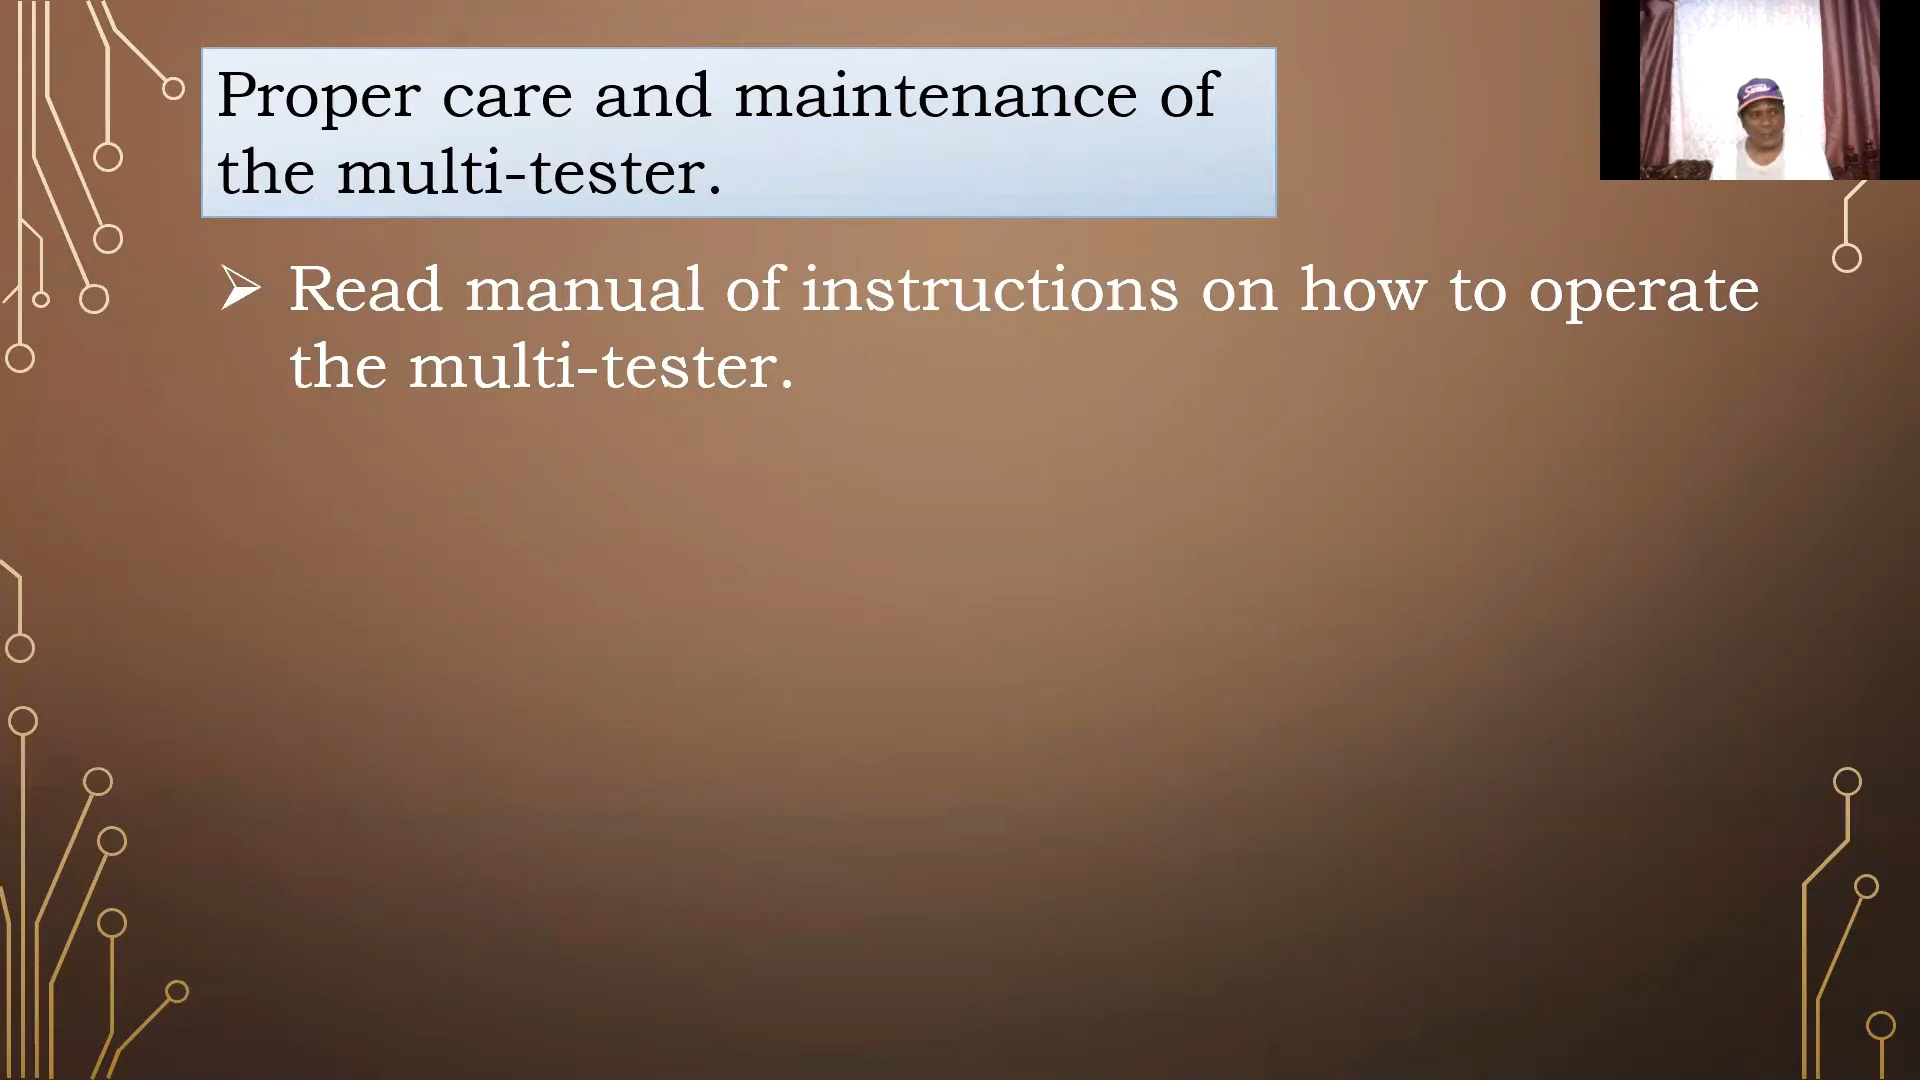 Proper care and maintenance of
the multi-tester.
Read manual of instructions on how to operate
the multi-tester.